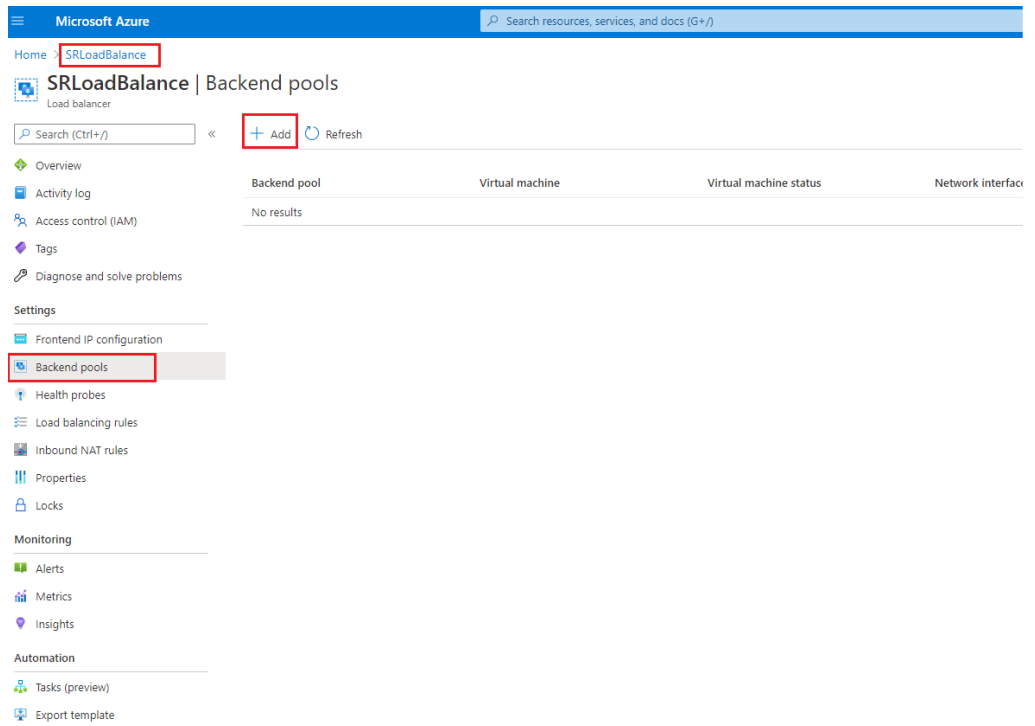 Microsoft Azure
Search resources, services, and docs (G+/)
Home > SRLoadBalance
SRLoadBalance | Backend pools
Load balancer
Search (Ctrl+/)
«
+ Add
Refresh
Overview
Activity log
Access control (IAM)
Tags
Diagnose and solve problems
Settings
Frontend IP configuration
Backend pools
Health probes
Load balancing rules
Inbound NAT rules
Properties
Locks
Monitoring
Alerts
Metrics
Insights
Automation
Tasks (preview)
Export template
Backend pool Virtual machine Virtual machine status Network interface
No results